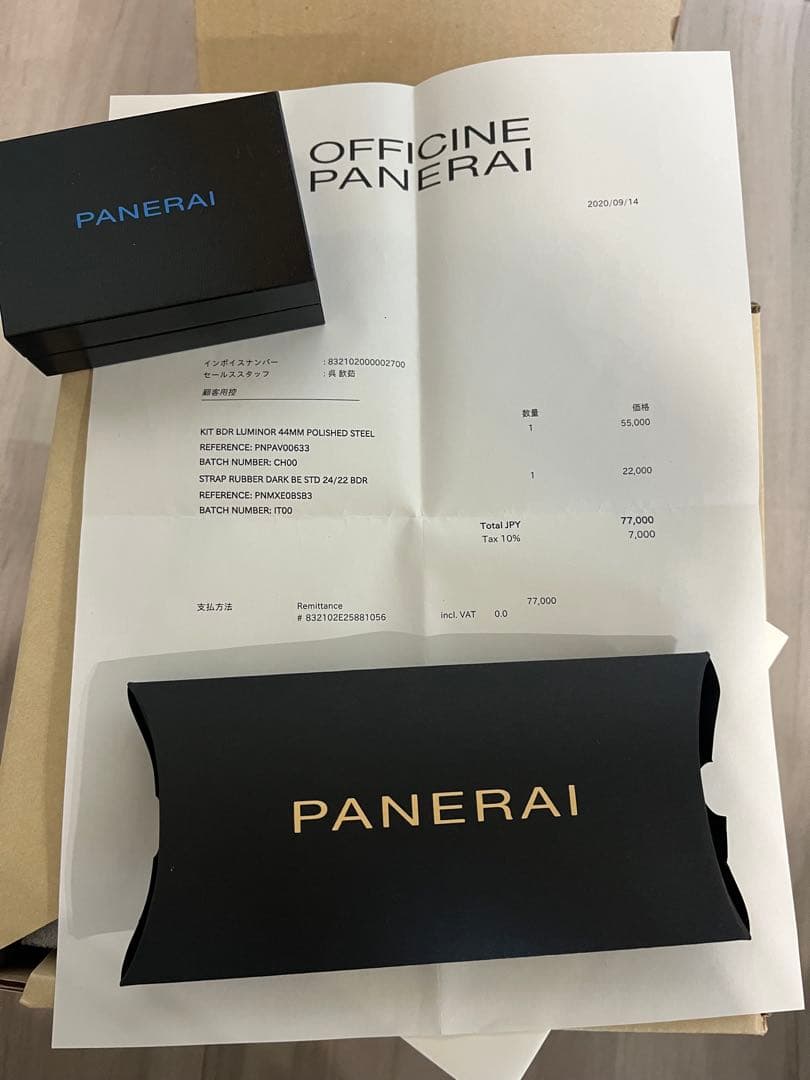 PANERAI
OFFICINE
PANERAI
2020/09/14
インボイスナンバー : 832102000002700
セールススタッフ : 呉 歆茹
顧客用控
数量 価格
KIT BDR LUMINOR 44MM POLISHED STEEL 1 55,000
REFERENCE: PNPAV00633
BATCH NUMBER: CH00
STRAP RUBBER DARK BE STD 24/22 BDR 1 22,000
REFERENCE: PNMXE0BSB3
BATCH NUMBER: IT00
Total JPY 77,000
Tax 10% 7,000
支払方法 Remittance 77,000
# 832102E25881056 incl. VAT 0.0
PANERAI